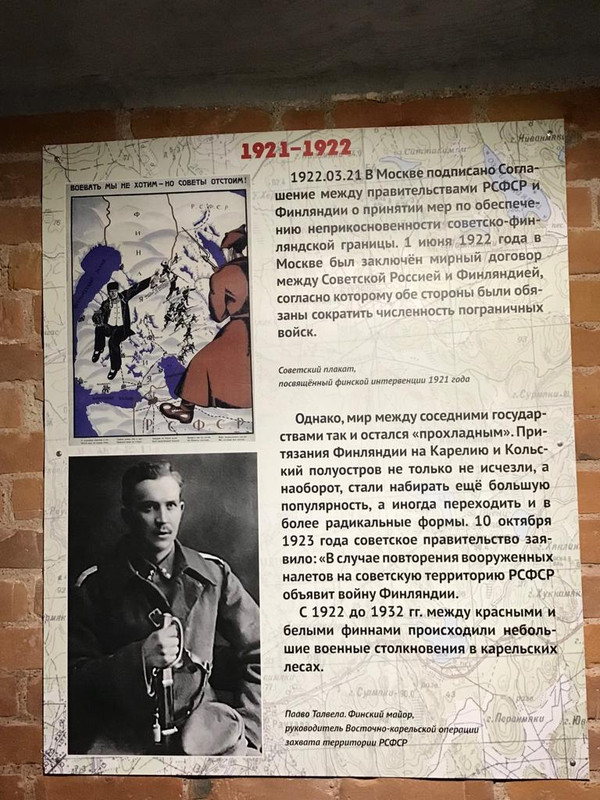 1921–1922
ВОЕВАТЬ МЫ НЕ ХОТИМ – НО СОВЕТЫ ОТСТОИМ!
РСФСР
ФИН
РСФСР
1922.03.21 В Москве подписано Согла-
шение между правительствами РСФСР и
Финляндии о принятии мер по обеспече-
нию неприкосновенности советско-фин-
ляндской границы. 1 июня 1922 года в
Москве был заключён мирный договор
между Советской Россией и Финляндией,
согласно которому обе стороны были обя-
заны сократить численность пограничных
войск.
Советский плакат,
посвящённый финской интервенции 1921 года
Однако, мир между соседними государ-
ствами так и остался «прохладным». При-
тязания Финляндии на Карелию и Коль-
ский полуостров не только не исчезли, а
наоборот, стали набирать ещё большую
популярность, а иногда переходить и в
более радикальные формы. 10 октября
1923 года советское правительство зая-
вило: «В случае повторения вооруженных
налетов на советскую территорию РСФСР
объявит войну Финляндии.
С 1922 до 1932 гг. между красными и
белыми финнами происходили неболь-
шие военные столкновения в карельских
лесах.
Пааво Талвела. Финский майор,
руководитель Восточно-карельской операции
захвата территории РСФСР